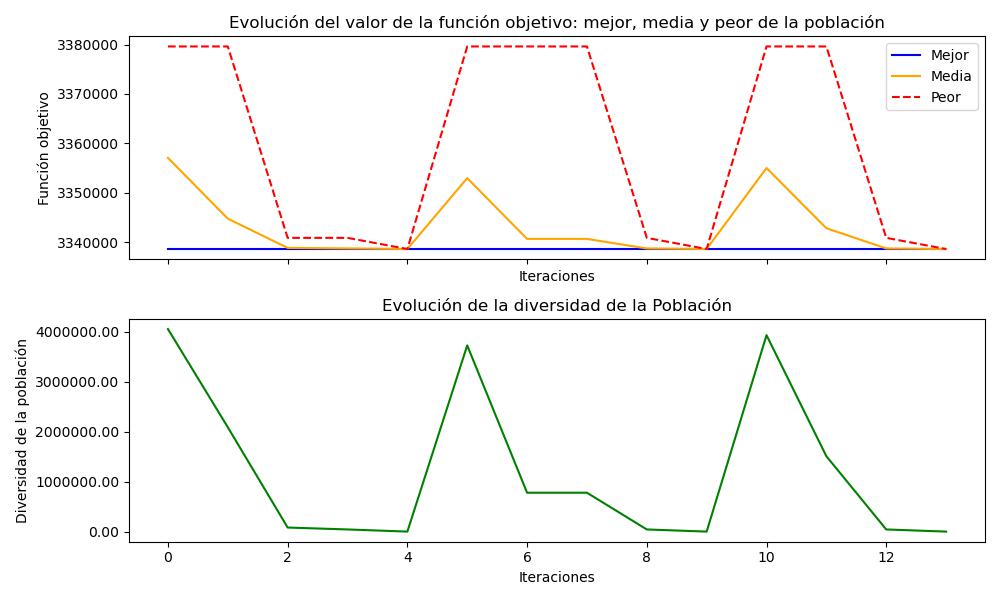 Evolución del valor de la función objetivo: mejor, media y peor de la población
3380000
3370000
3360000
3350000
3340000
Función objetivo
Mejor
Media
Peor
Iteraciones
Evolución de la diversidad de la Población
4000000.00
3000000.00
2000000.00
1000000.00
0.00
Diversidad de la población
0 2 4 6 8 10 12
Iteraciones